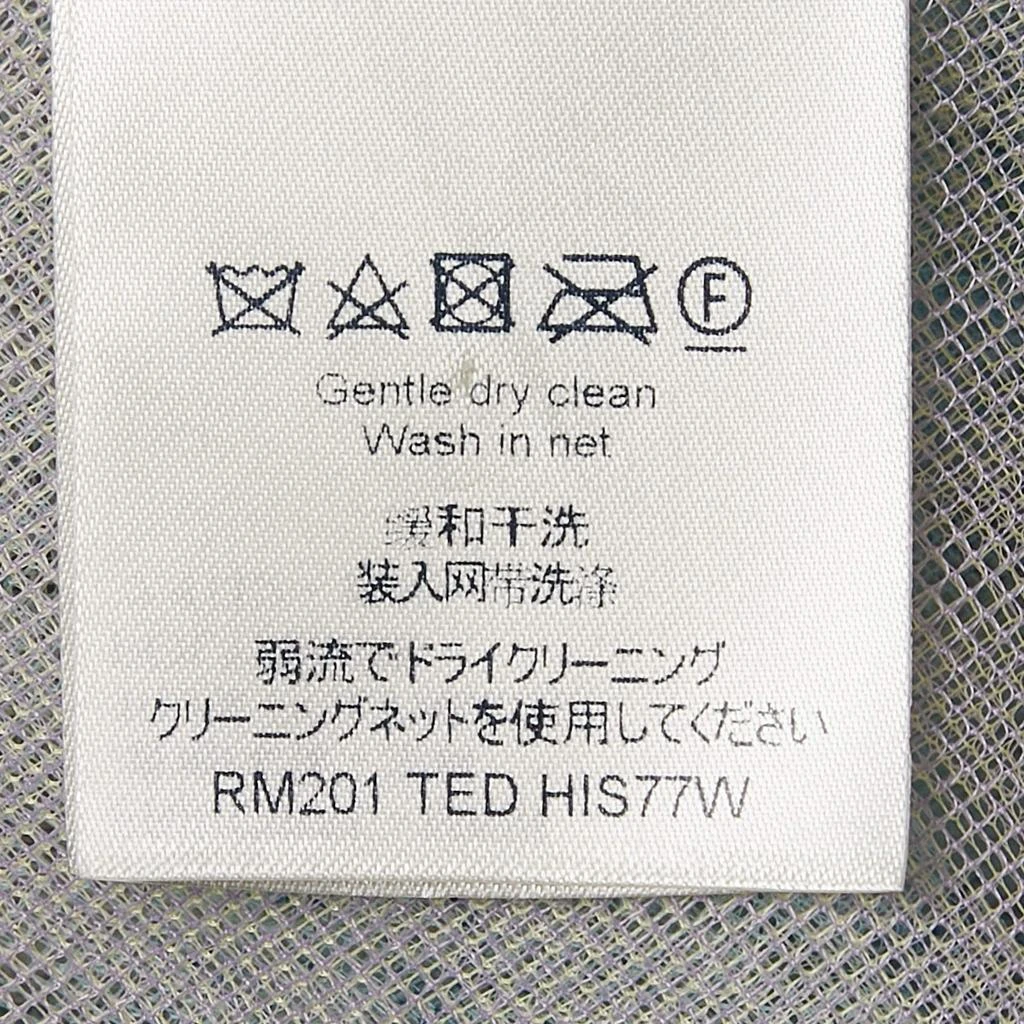 F
Gentle dry clean
Wash in net
缓和干洗
装入网带洗涤
弱流でドライクリーニング
クリーニングネットを使用してください
RM201 TED HIS77W